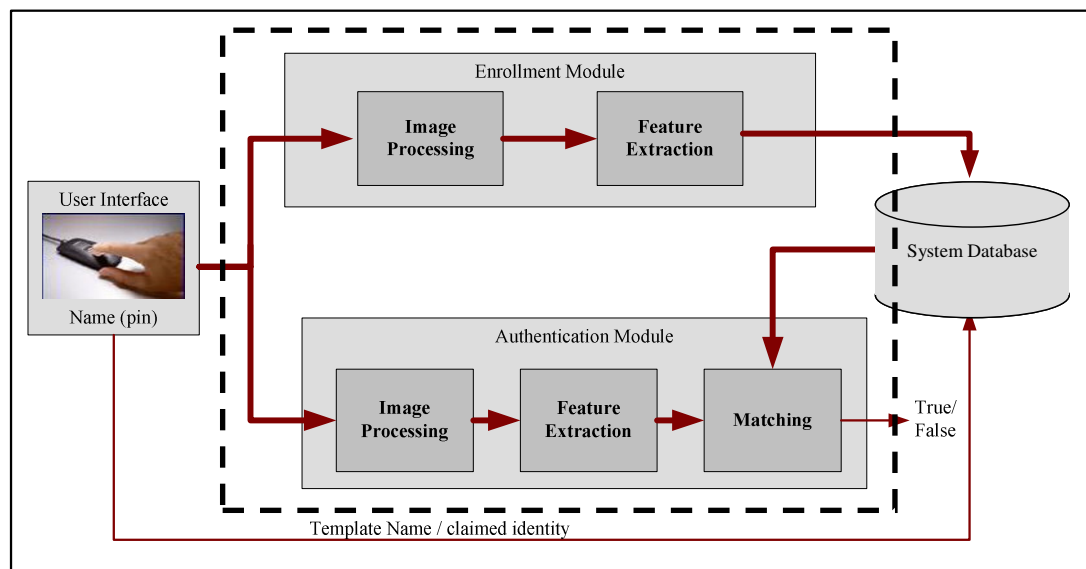 Enrollment Module
Image
Processing
Feature
Extraction
User Interface
Name (pin)
System Database
Authentication Module
Image
Processing
Feature
Extraction
Matching
True/
False
Template Name / claimed identity